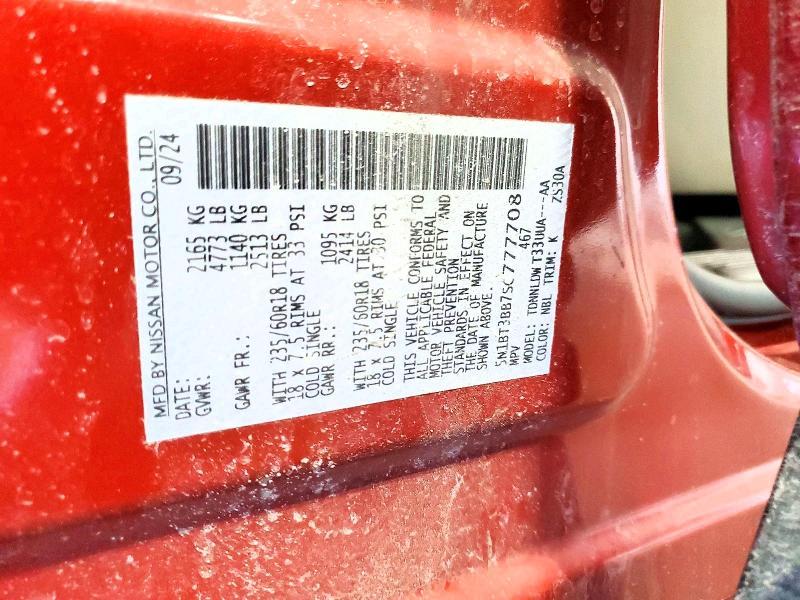 MFD BY NISSAN MOTOR CO., LTD.
DATE: 09/24
GVWR: 2165 KG
4773 LB
GAWR FR.: 1140 KG
2513 LB
WITH 235/60R18 TIRES
18 x 7.5 RIMS AT 33 PSI
COLD SINGLE
GAWR RR.: 1095 KG
2414 LB
WITH 235/60R18 TIRES
18 x 7.5 RIMS AT 30 PSI
COLD SINGLE
THIS VEHICLE CONFORMS TO
ALL APPLICABLE FEDERAL
MOTOR VEHICLE SAFETY AND
THEFT PREVENTION
STANDARDS IN EFFECT ON
THE DATE OF MANUFACTURE
SHOWN ABOVE.
5N1BT3BB7SC777708
MPV 467
MODEL: TDNNLDW T33UUA---AA
COLOR: NBL TRIM: K ZS30A